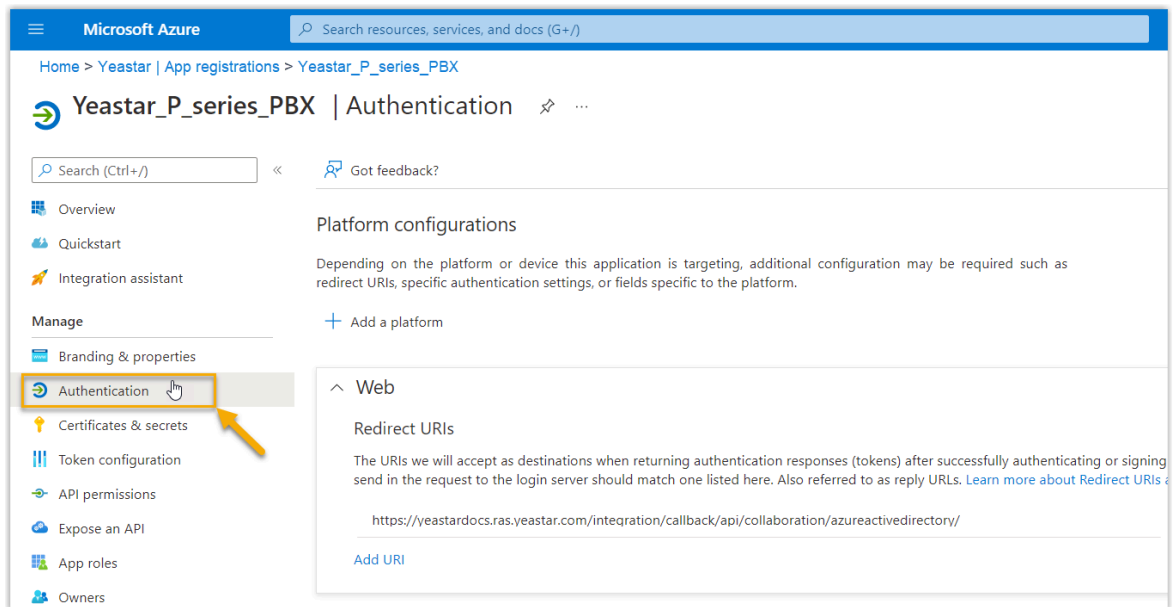 Microsoft Azure
Search resources, services, and docs (G+/)
Home > Yeastar | App registrations > Yeastar_P_series_PBX
Yeastar_P_series_PBX | Authentication
Search (Ctrl+/)
Got feedback?
Overview
Quickstart
Integration assistant
Manage
Branding & properties
Authentication
Certificates & secrets
Token configuration
API permissions
Expose an API
App roles
Owners
Platform configurations
Depending on the platform or device this application is targeting, additional configuration may be required such as
redirect URIs, specific authentication settings, or fields specific to the platform.
Add a platform
Web
Redirect URIs
The URIs we will accept as destinations when returning authentication responses (tokens) after successfully authenticating or signing
send in the request to the login server should match one listed here. Also referred to as reply URLs. Learn more about Redirect URIs a
https://yeastardocs.ras.yeastar.com/integration/callback/api/collaboration/azureactivedirectory/
Add URI